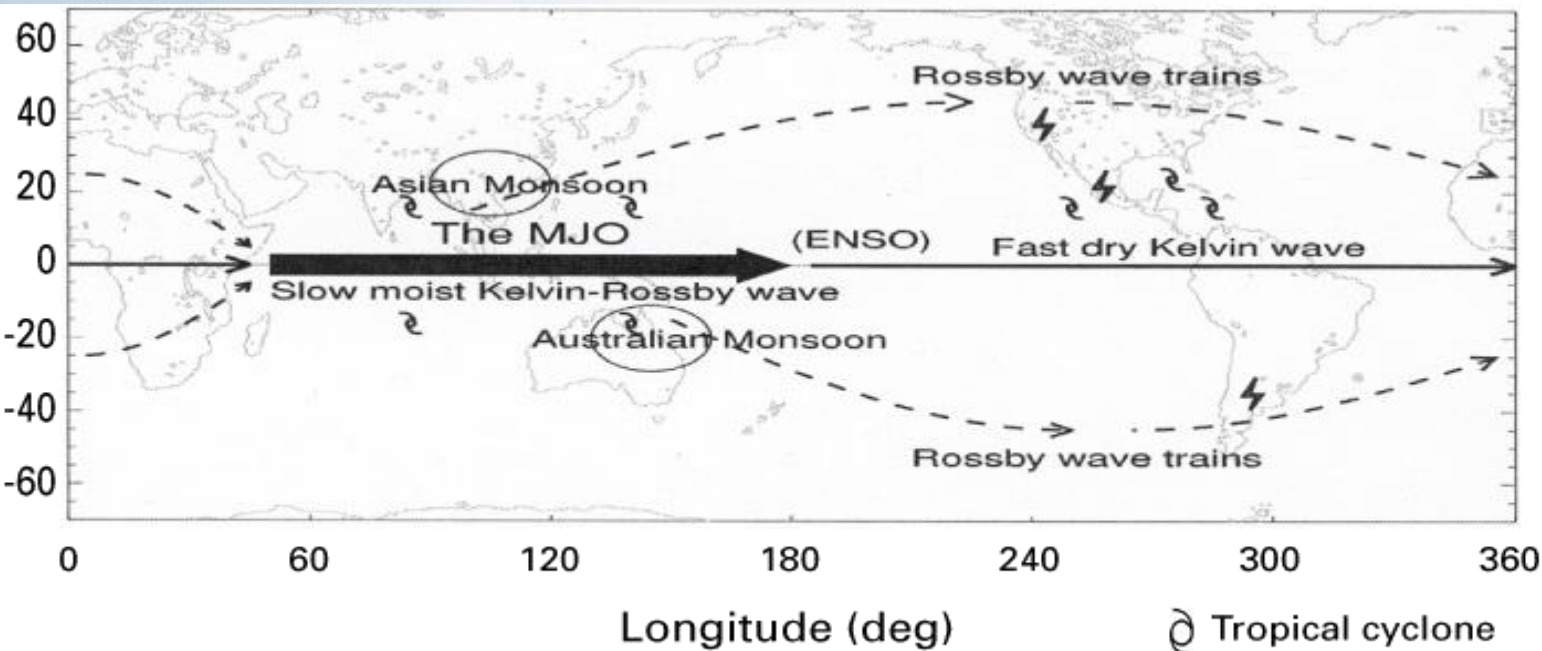 60
40
20
0
-20
-40
-60
Rossby wave trains
Asian Monsoon
The MJO
(ENSO)
Fast dry Kelvin wave
Slow moist Kelvin-Rossby wave
Australian Monsoon
Rossby wave trains
0 60 120 180 240 300 360
Longitude (deg)
Tropical cyclone